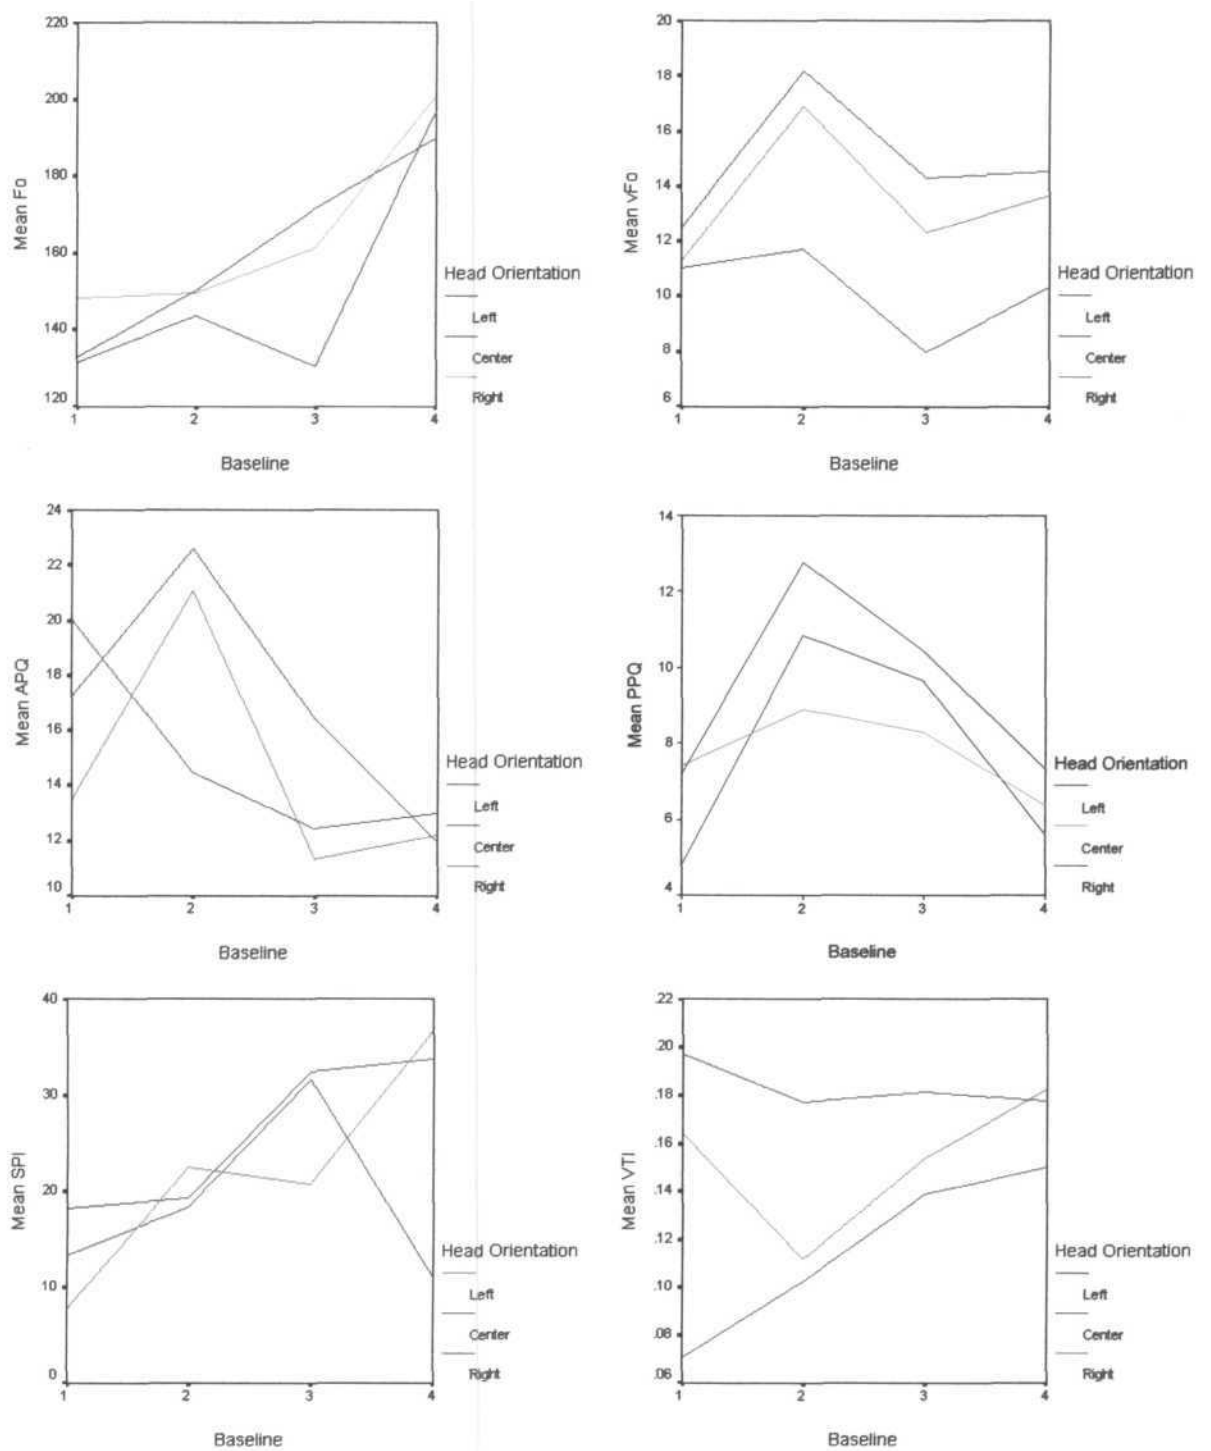 220
200
180
160
140
120
Mean Fo
1 2 3 4
Baseline
Head Orientation
Left
Center
Right
20
18
16
14
12
10
8
6
Mean vFo
1 2 3 4
Baseline
Head Orientation
Left
Center
Right
24
22
20
18
16
14
12
10
Mean APQ
1 2 3 4
Baseline
Head Orientation
Left
Center
Right
14
12
10
8
6
4
Mean PPQ
1 2 3 4
Baseline
Head Orientation
Left
Center
Right
40
30
20
10
0
Mean SPI
1 2 3 4
Baseline
Head Orientation
Left
Center
Right
.22
.20
.18
.16
.14
.12
.10
.08
.06
Mean VTI
1 2 3 4
Baseline
Head Orientation
Left
Center
Right